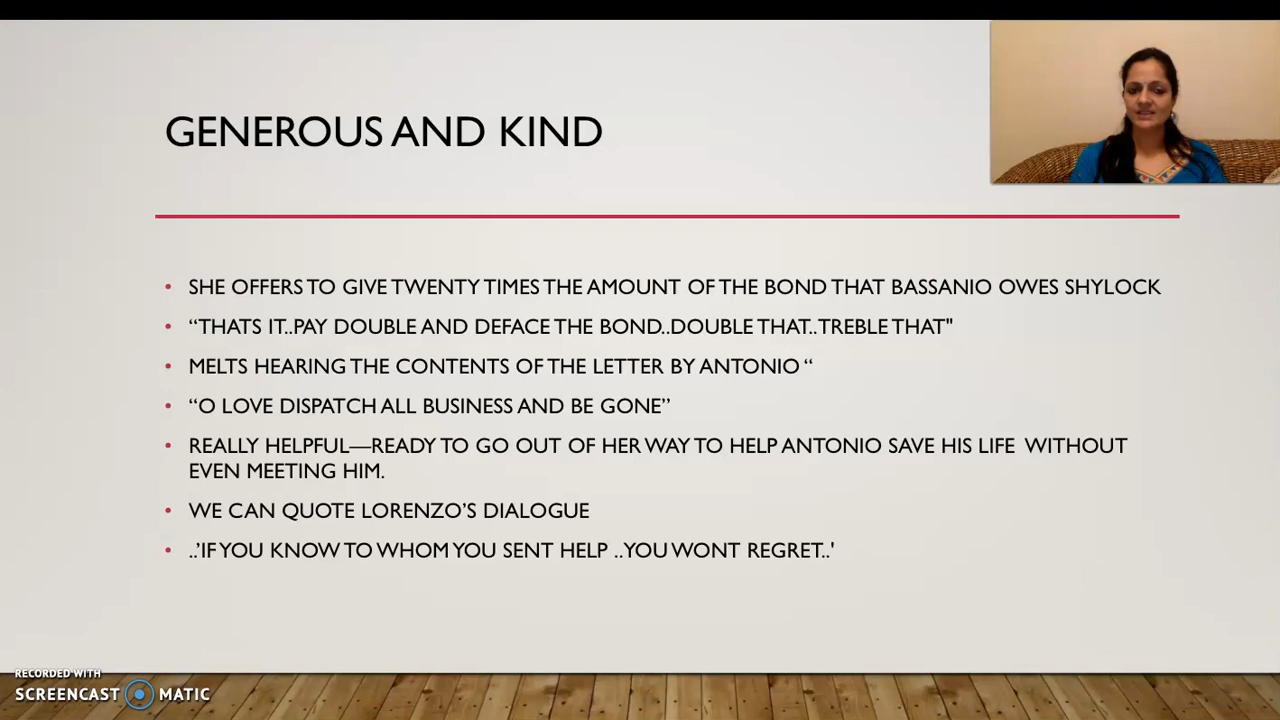 GENEROUS AND KIND
• SHE OFFERS TO GIVE TWENTY TIMES THE AMOUNT OF THE BOND THAT BASSANIO OWES SHYLOCK
• “THATS IT..PAY DOUBLE AND DEFACE THE BOND..DOUBLE THAT..TREBLE THAT"
• MELTS HEARING THE CONTENTS OF THE LETTER BY ANTONIO “
• “O LOVE DISPATCH ALL BUSINESS AND BE GONE”
• REALLY HELPFUL—READY TO GO OUT OF HER WAY TO HELP ANTONIO SAVE HIS LIFE WITHOUT
EVEN MEETING HIM.
• WE CAN QUOTE LORENZO’S DIALOGUE
• ..’IF YOU KNOW TO WHOM YOU SENT HELP ..YOU WONT REGRET..'
RECORDED WITH
SCREENCAST MATIC